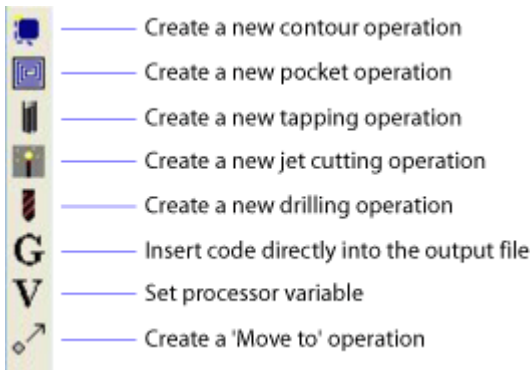 Create a new contour operation
Create a new pocket operation
Create a new tapping operation
Create a new jet cutting operation
Create a new drilling operation
G Insert code directly into the output file
V Set processor variable
Create a 'Move to' operation